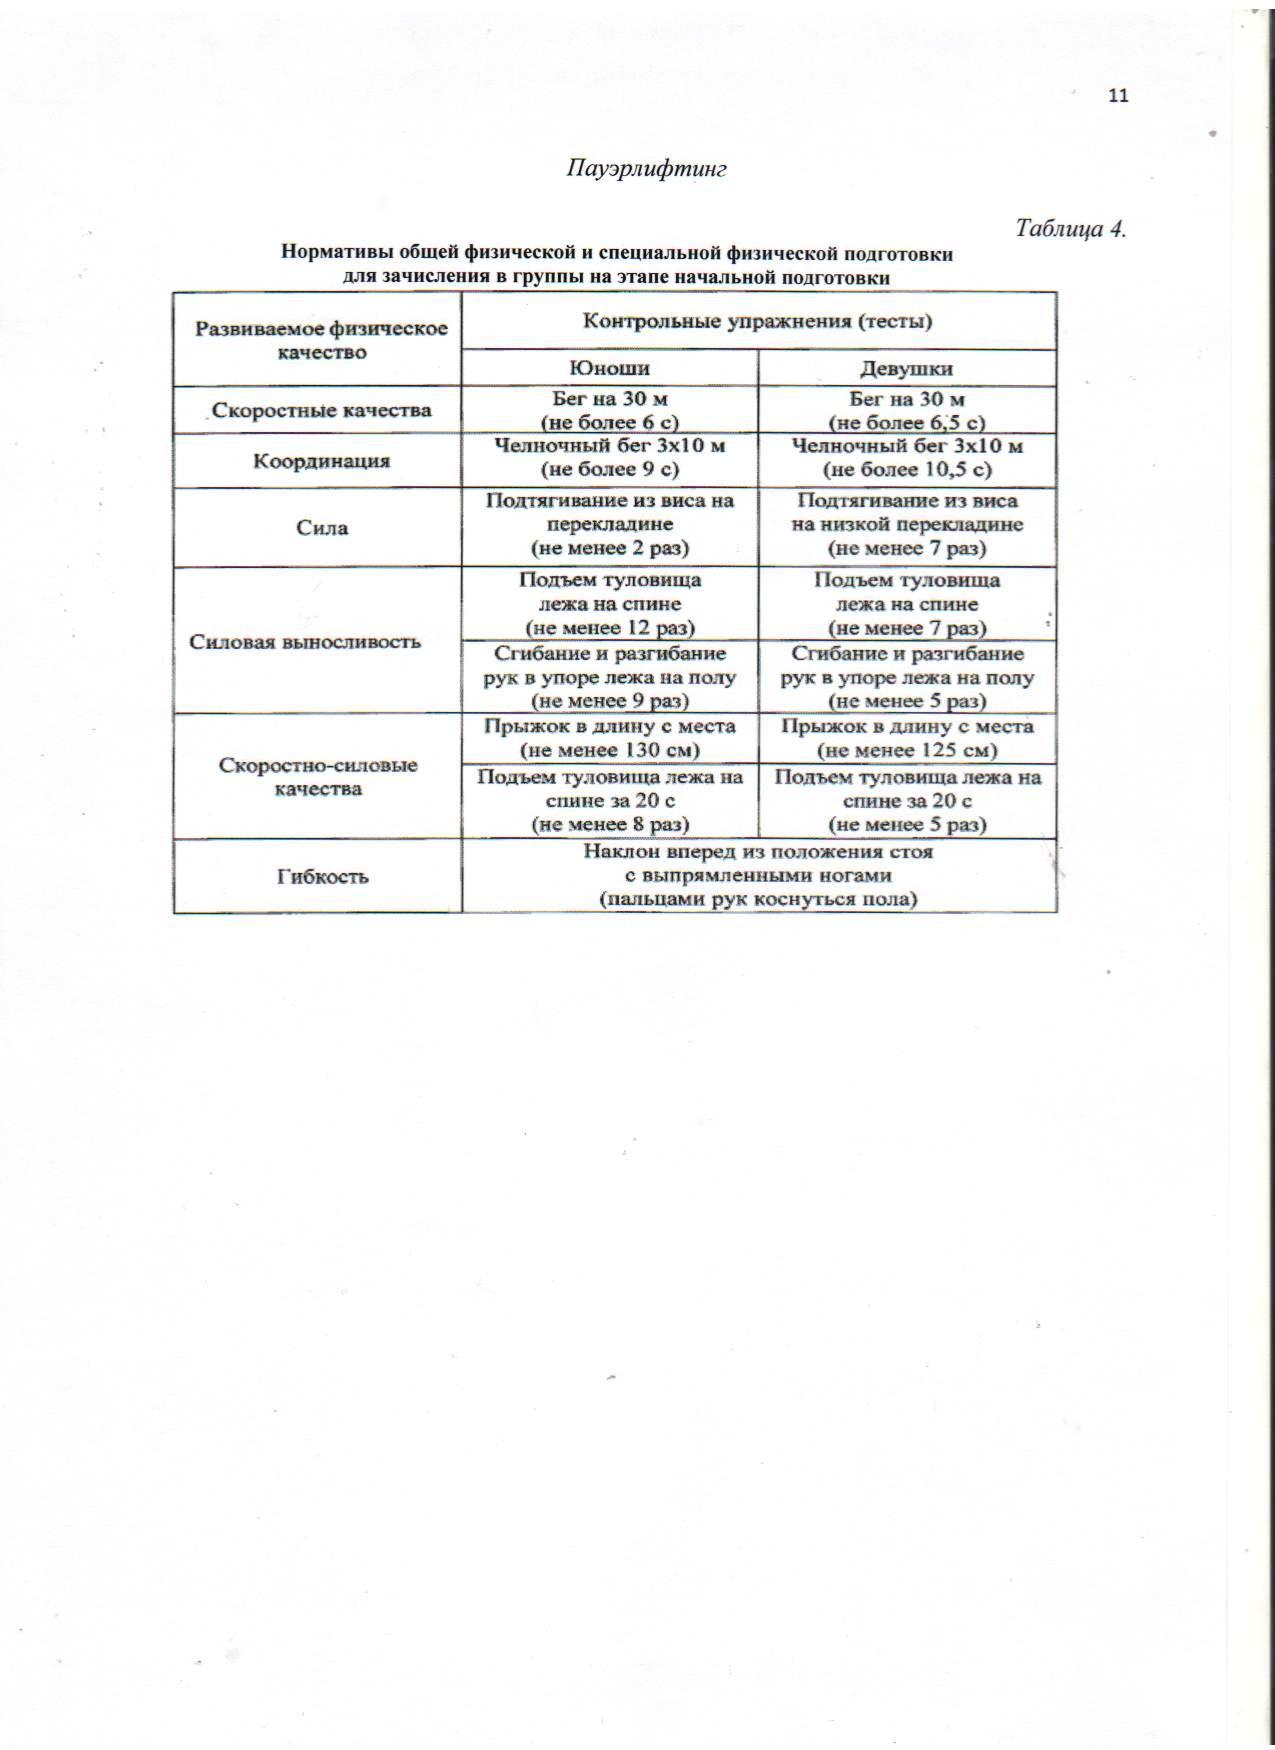 11
Пауэрлифтинг
Таблица 4.
Нормативы общей физической и специальной физической подготовки
для зачисления в группы на этапе начальной подготовки
Развиваемое физическое
качество
Контрольные упражнения (тесты)
Юноши
Девушки
Скоростные качества
Бег на 30 м
(не более 6 с)
Бег на 30 м
(не более 6,5 с)
Координация
Челночный бег 3х10 м
(не более 9 с)
Челночный бег 3х10 м
(не более 10,5 с)
Сила
Подтягивание из виса на
перекладине
(не менее 2 раз)
Подтягивание из виса
на низкой перекладине
(не менее 7 раз)
Силовая выносливость
Подъем туловища
лежа на спине
(не менее 12 раз)
Подъем туловища
лежа на спине
(не менее 7 раз)
Сгибание и разгибание
рук в упоре лежа на полу
(не менее 9 раз)
Сгибание и разгибание
рук в упоре лежа на полу
(не менее 5 раз)
Скоростно-силовые
качества
Прыжок в длину с места
(не менее 130 см)
Прыжок в длину с места
(не менее 125 см)
Подъем туловища лежа на
спине за 20 с
(не менее 8 раз)
Подъем туловища лежа на
спине за 20 с
(не менее 5 раз)
Гибкость
Наклон вперед из положения стоя
с выпрямленными ногами
(пальцами рук коснуться пола)